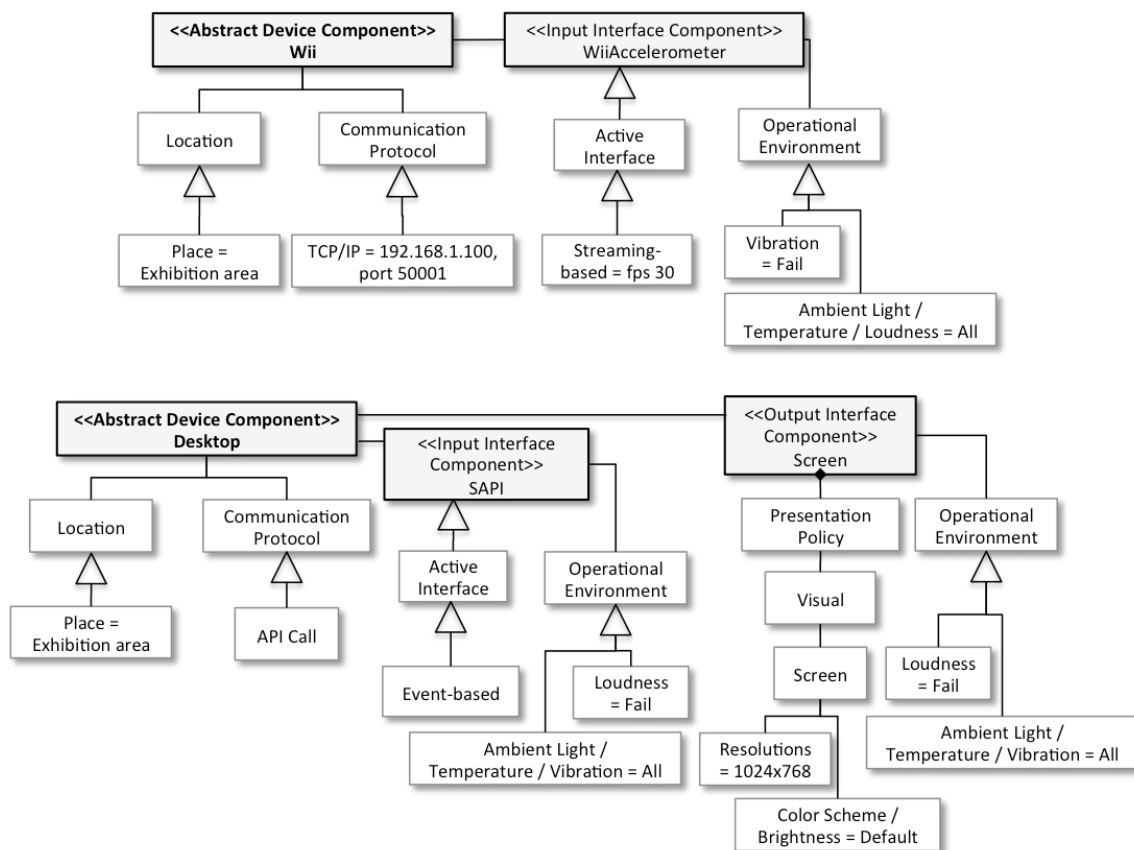 <<Abstract Device Component>>
Wii
<<Input Interface Component>>
WiiAccelerometer
Location
Communication
Protocol
Active
Interface
Operational
Environment
Place =
Exhibition area
TCP/IP = 192.168.1.100,
port 50001
Streaming-
based = fps 30
Vibration
= Fail
Ambient Light /
Temperature / Loudness = All
<<Abstract Device Component>>
Desktop
<<Input Interface
Component>>
SAPI
<<Output Interface
Component>>
Screen
Location
Communication
Protocol
Presentation
Policy
Operational
Environment
Active
Interface
Operational
Environment
Visual
Place =
Exhibition area
API Call
Event-based
Loudness
= Fail
Screen
Loudness
= Fail
Ambient Light /
Temperature / Vibration = All
Resolutions
= 1024x768
Ambient Light /
Temperature / Vibration = All
Color Scheme /
Brightness = Default